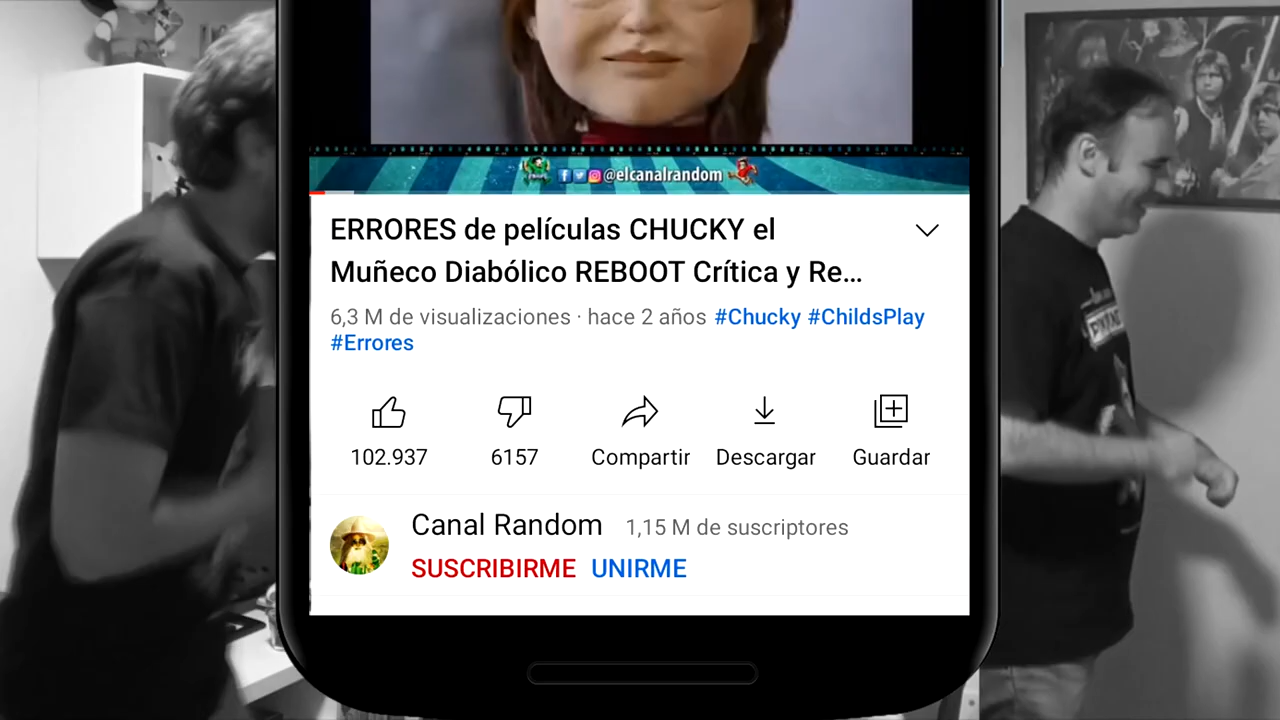 @elcanalrandom
ERRORES de películas CHUCKY el
Muñeco Diabólico REBOOT Crítica y Re...
6,3 M de visualizaciones · hace 2 años #Chucky #ChildsPlay
#Errores
102.937 6157 Compartir Descargar Guardar
Canal Random 1,15 M de suscriptores
SUSCRIBIRME UNIRME